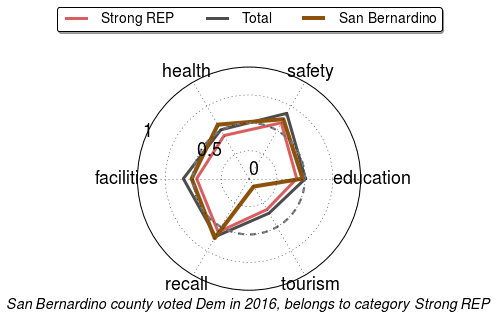 Strong REP Total San Bernardino
health safety
1
0.5
0
facilities education
recall tourism
San Bernardino county voted Dem in 2016, belongs to category Strong REP